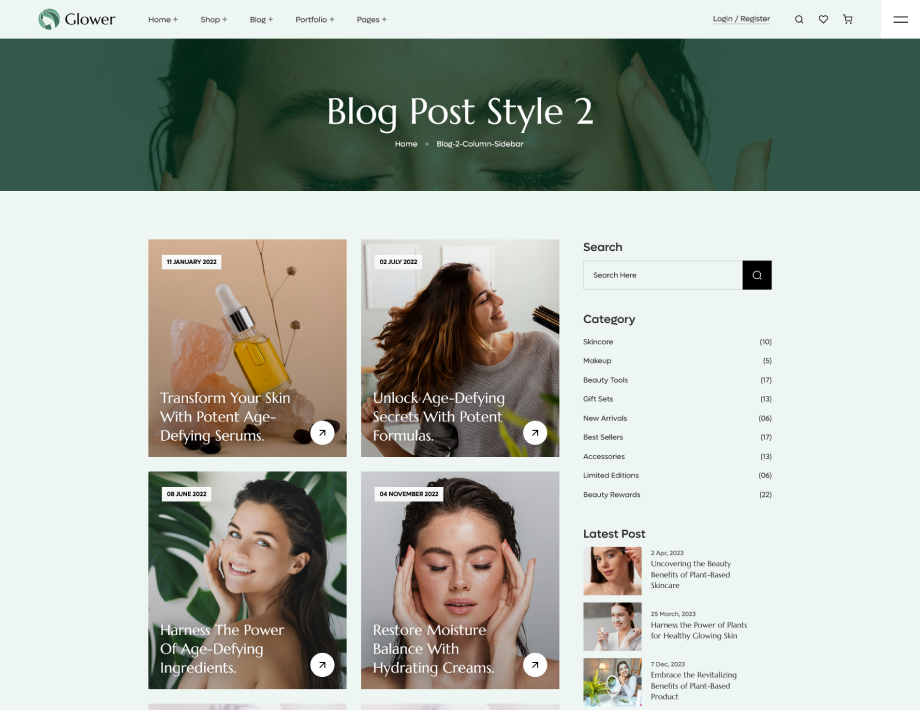 Glower
Home +
Shop +
Blog +
Portfolio +
Pages +
Login / Register
Blog Post Style 2
Home + Blog-2-Column-Sidebar
11 JANUARY 2022
Transform Your Skin
With Potent Age-
Defying Serums.
02 JULY 2022
Unlock Age-Defying
Secrets With Potent
Formulas.
08 JUNE 2022
Harness The Power
Of Age-Defying
Ingredients.
04 NOVEMBER 2022
Restore Moisture
Balance With
Hydrating Creams.
Search
Search Here
Category
Skincare (10)
Makeup (5)
Beauty Tools (17)
Gift Sets (13)
New Arrivals (06)
Best Sellers (17)
Accessories (13)
Limited Editions (06)
Beauty Rewards (22)
Latest Post
2 Apr, 2023
Uncovering the Beauty
Benefits of Plant-Based
Skincare
25 March, 2023
Harness the Power of Plants
for Healthy Glowing Skin
7 Dec, 2023
Embrace the Revitalizing
Benefits of Plant-Based
Product